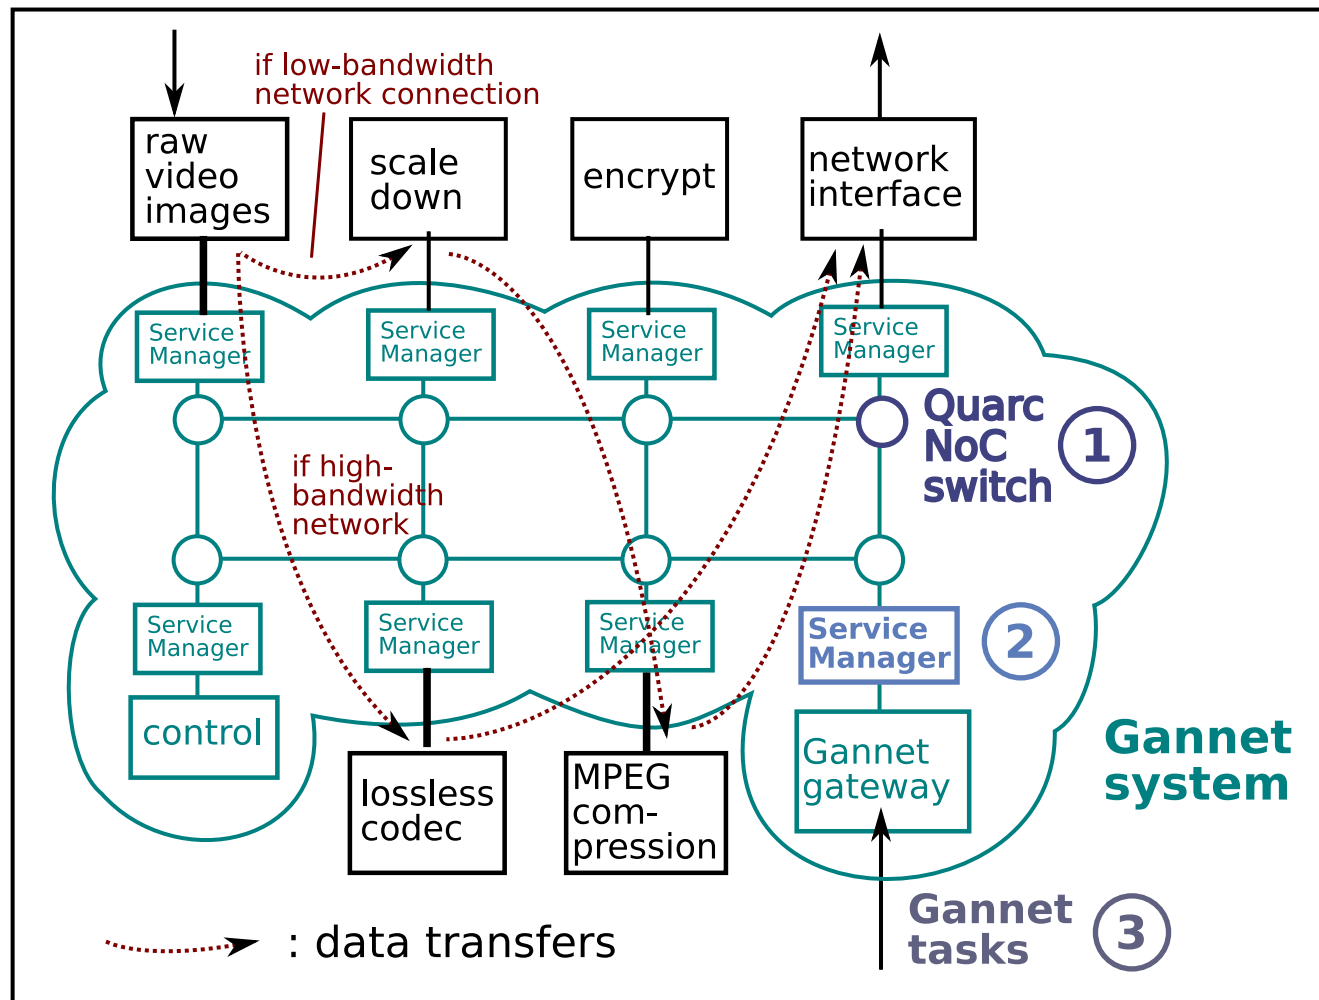 if low-bandwidth
network connection
raw
video
images
scale
down
encrypt
network
interface
Service
Manager
Service
Manager
Service
Manager
Service
Manager
Quarc
NoC
switch
1
if high-
bandwidth
network
Service
Manager
Service
Manager
Service
Manager
Service
Manager
2
control
lossless
codec
MPEG
com-
pression
Gannet
gateway
Gannet
system
Gannet
tasks
3
: data transfers